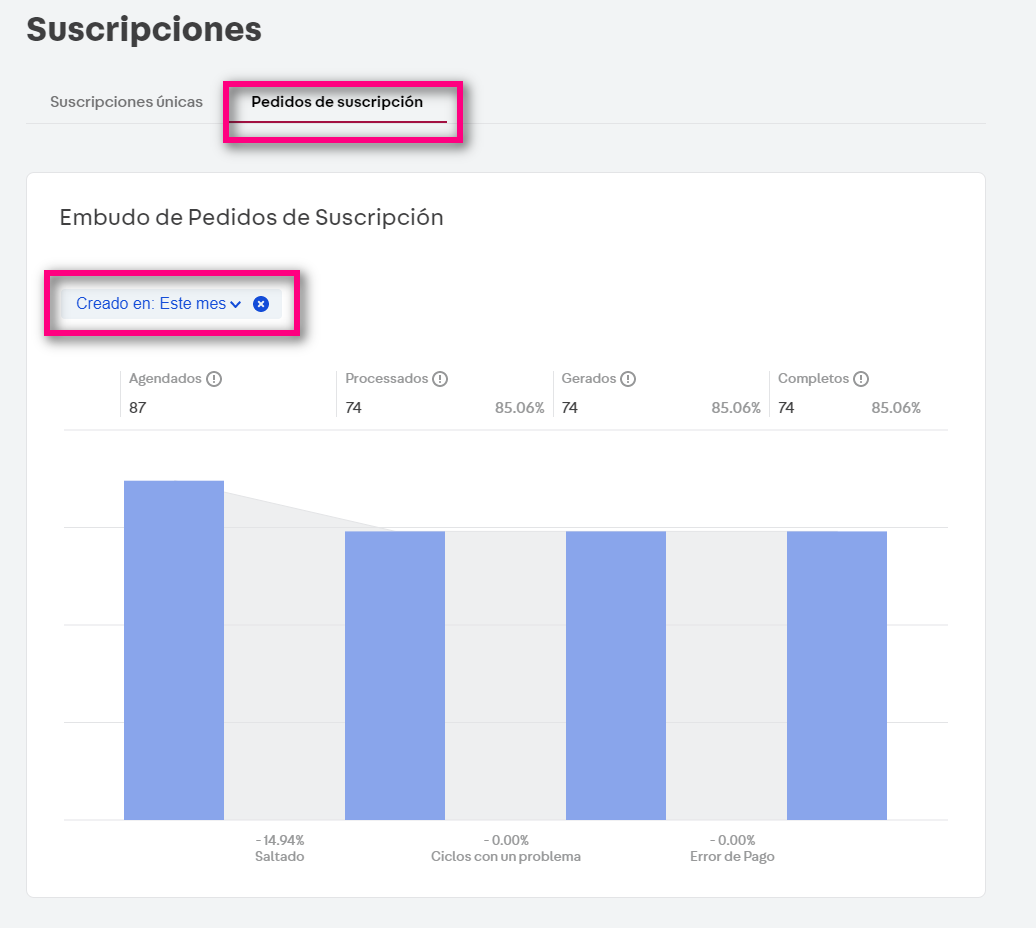 Suscripciones
Suscripciones únicas
Pedidos de suscripción
Embudo de Pedidos de Suscripción
Creado en: Este mes
Agendados
Processados
Gerados
Completos
87
74
85.06%
74
85.06%
74
85.06%
- 14.94%
Saltado
- 0.00%
Ciclos con un problema
- 0.00%
Error de Pago